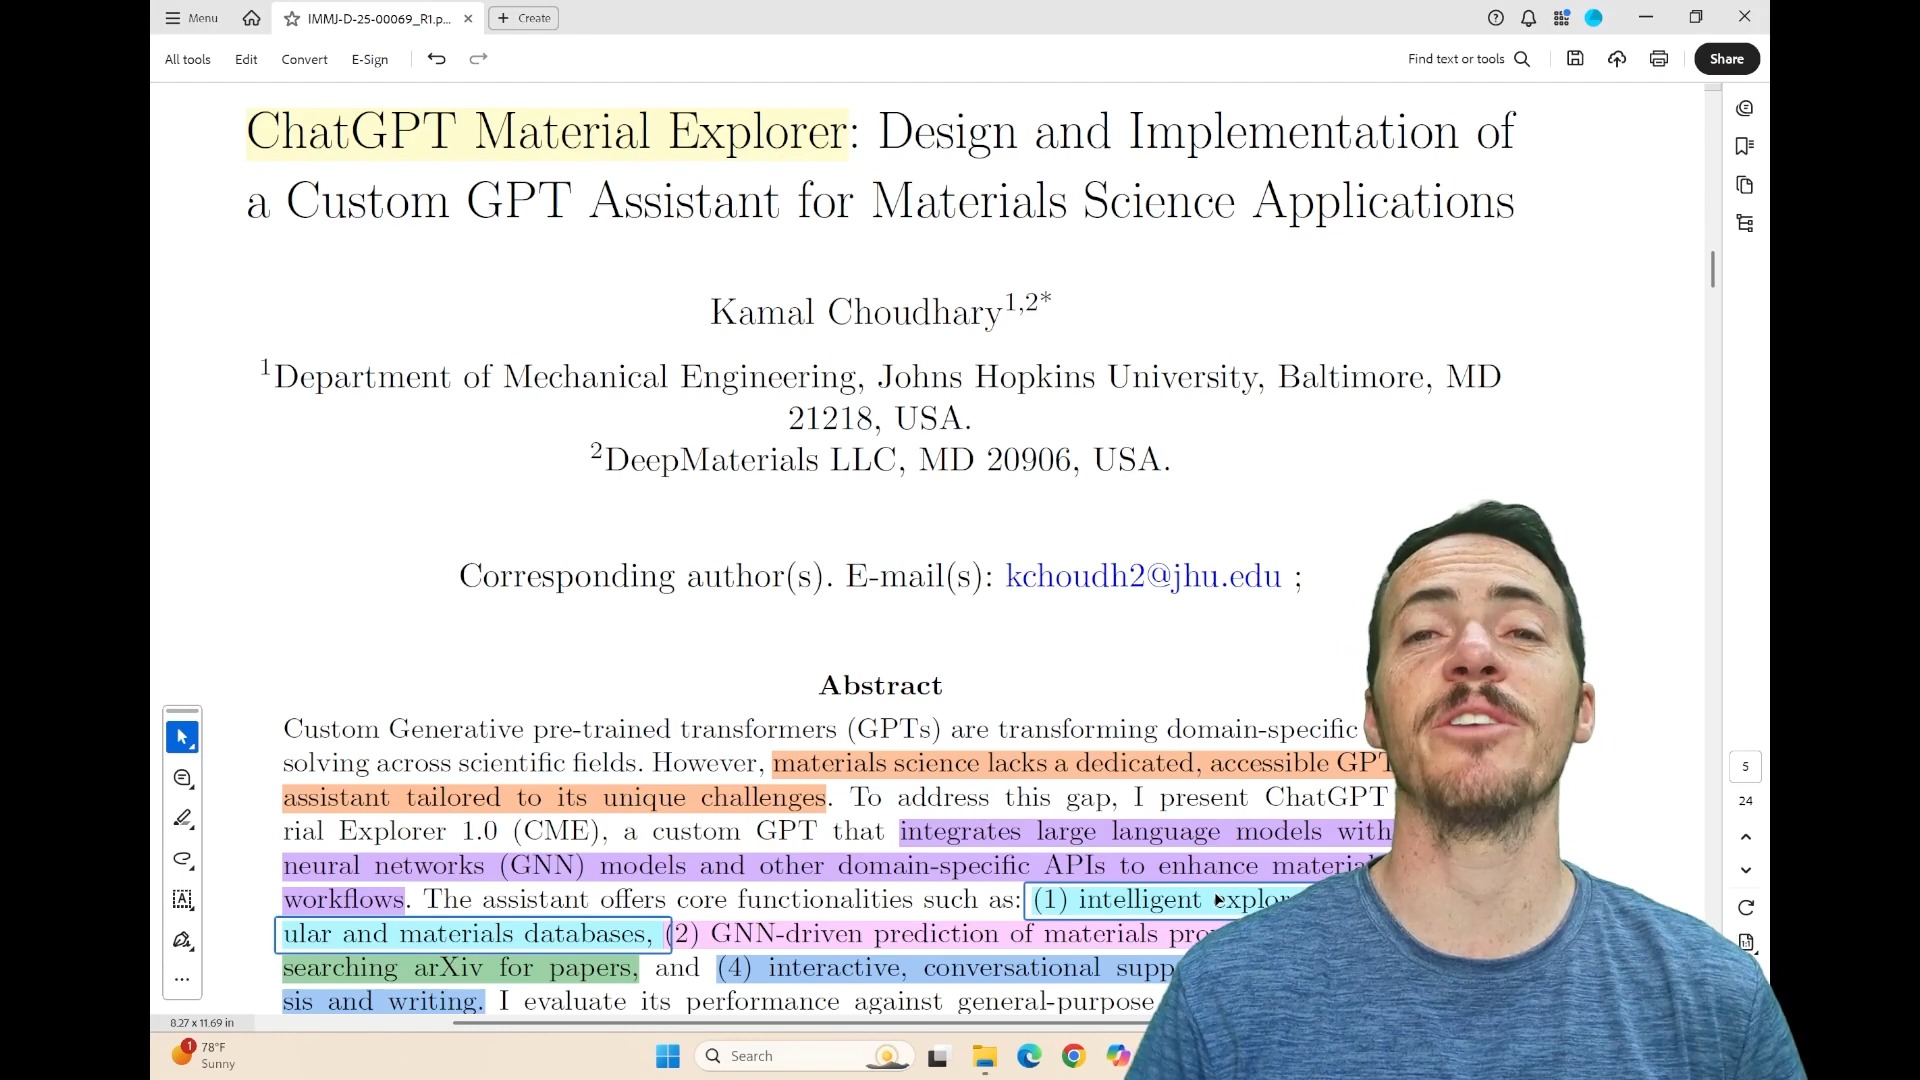 Menu
IMMJ-D-25-00069_R1.p...
Create
All tools Edit Convert E-Sign
Find text or tools
Share
ChatGPT Material Explorer: Design and Implementation of
a Custom GPT Assistant for Materials Science Applications
Kamal Choudhary1,2*
1Department of Mechanical Engineering, Johns Hopkins University, Baltimore, MD
21218, USA.
2DeepMaterials LLC, MD 20906, USA.
Corresponding author(s). E-mail(s): kchoudh2@jhu.edu ;
Abstract
Custom Generative pre-trained transformers (GPTs) are transforming domain-specific
solving across scientific fields. However, materials science lacks a dedicated, accessible GPT
assistant tailored to its unique challenges. To address this gap, I present ChatGPT
rial Explorer 1.0 (CME), a custom GPT that integrates large language models with
neural networks (GNN) models and other domain-specific APIs to enhance
workflows. The assistant offers core functionalities such as: (1) intelligent
ular and materials databases, (2) GNN-driven prediction of materials
searching arXiv for papers, and (4) interactive, conversational
sis and writing. I evaluate its performance against general-purpose
5
24
8.27 x 11.69 in
1
78°F
Sunny
Search